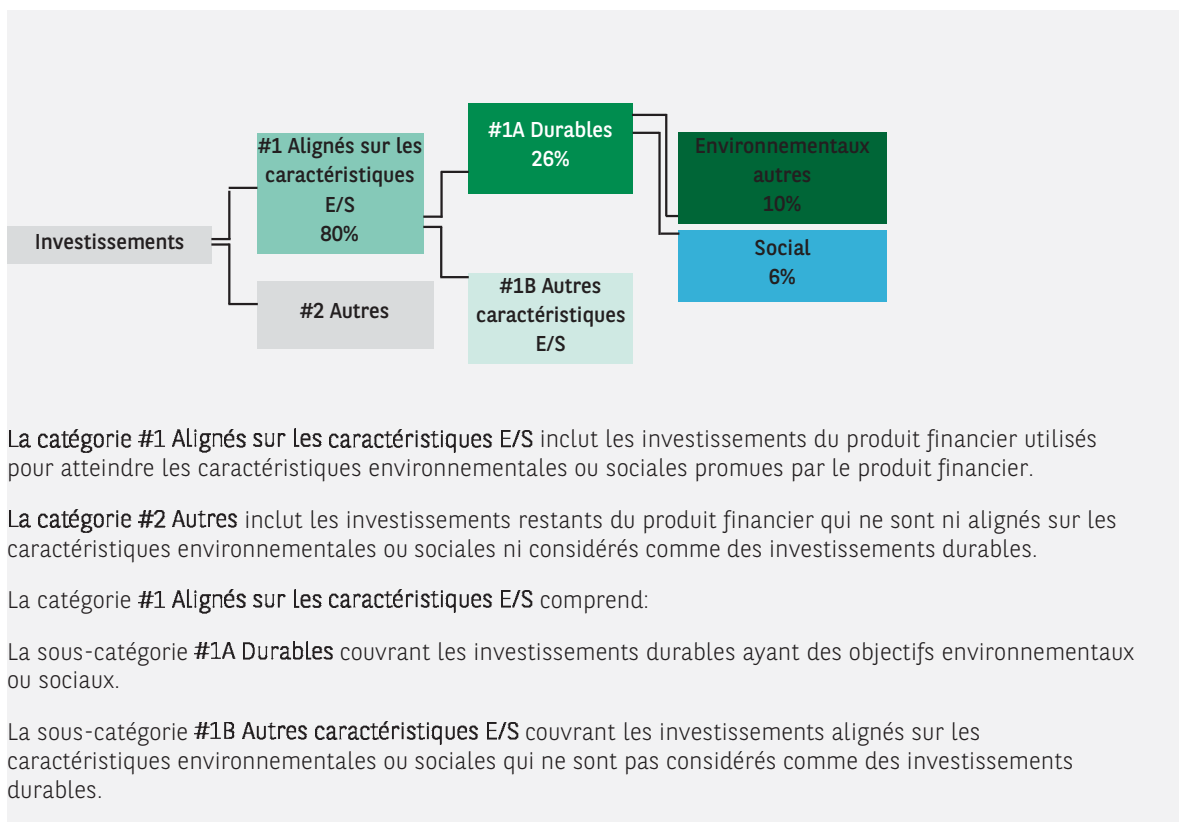 Investissements
#1 Alignés sur les
caractéristiques
E/S
80%
#2 Autres
#1A Durables
26%
#1B Autres
caractéristiques
E/S
Environnementaux
autres
10%
Social
6%
La catégorie #1 Alignés sur les caractéristiques E/S inclut les investissements du produit financier utilisés
pour atteindre les caractéristiques environnementales ou sociales promues par le produit financier.
La catégorie #2 Autres inclut les investissements restants du produit financier qui ne sont ni alignés sur les
caractéristiques environnementales ou sociales ni considérés comme des investissements durables.
La catégorie #1 Alignés sur les caractéristiques E/S comprend:
La sous-catégorie #1A Durables couvrant les investissements durables ayant des objectifs environnementaux
ou sociaux.
La sous-catégorie #1B Autres caractéristiques E/S couvrant les investissements alignés sur les
caractéristiques environnementales ou sociales qui ne sont pas considérés comme des investissements
durables.